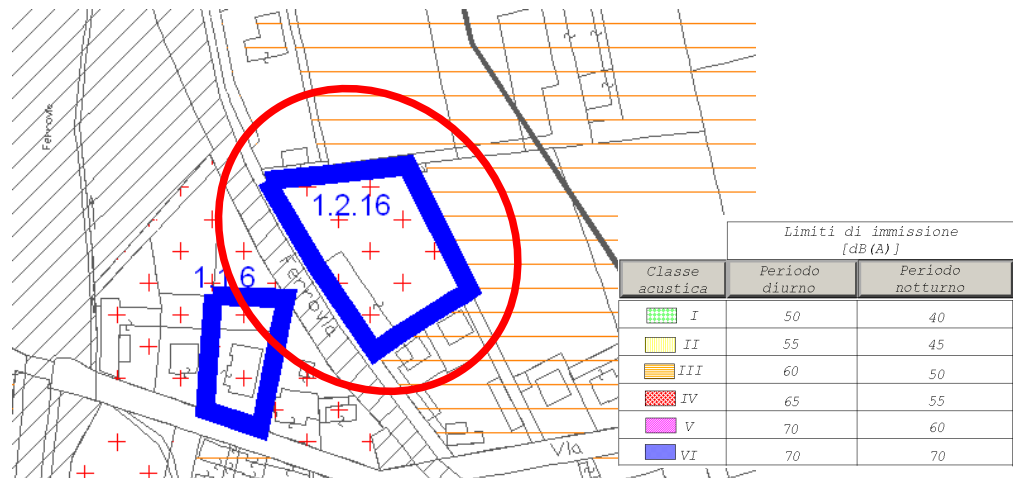 Ferrovie
1.2.16
1.1.6
Ferrovia
Via
Limiti di immissione
[dB(A)]
Classe acustica Periodo diurno Periodo notturno
I 50 40
II 55 45
III 60 50
IV 65 55
V 70 60
VI 70 70